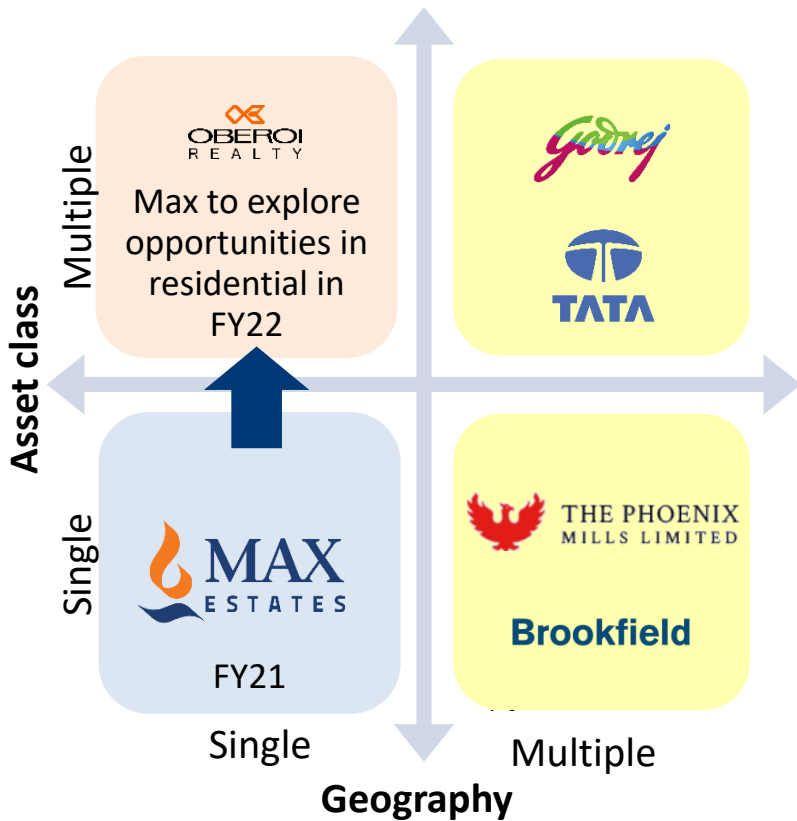 Asset class
Multiple
Single
OBEROI
REALTY
Max to explore
opportunities in
residential in
FY22
Godrej
TATA
MAX
ESTATES
FY21
THE PHOENIX
MILLS LIMITED
Brookfield
Single
Multiple
Geography